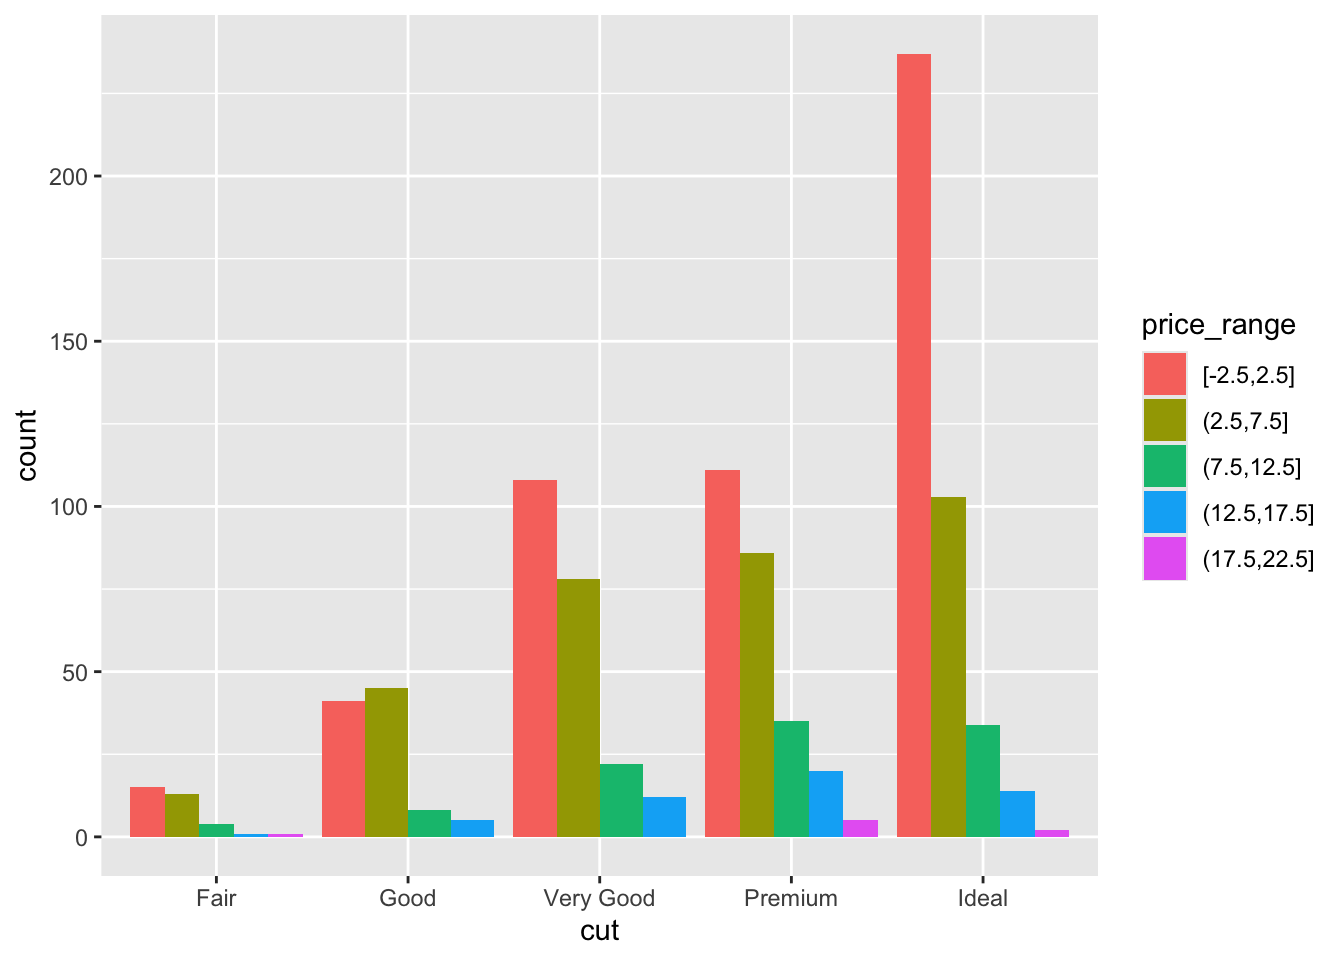 200
150
100
50
0
count
Fair
Good
Very Good
Premium
Ideal
cut
price_range
[-2.5,2.5]
(2.5,7.5]
(7.5,12.5]
(12.5,17.5]
(17.5,22.5]